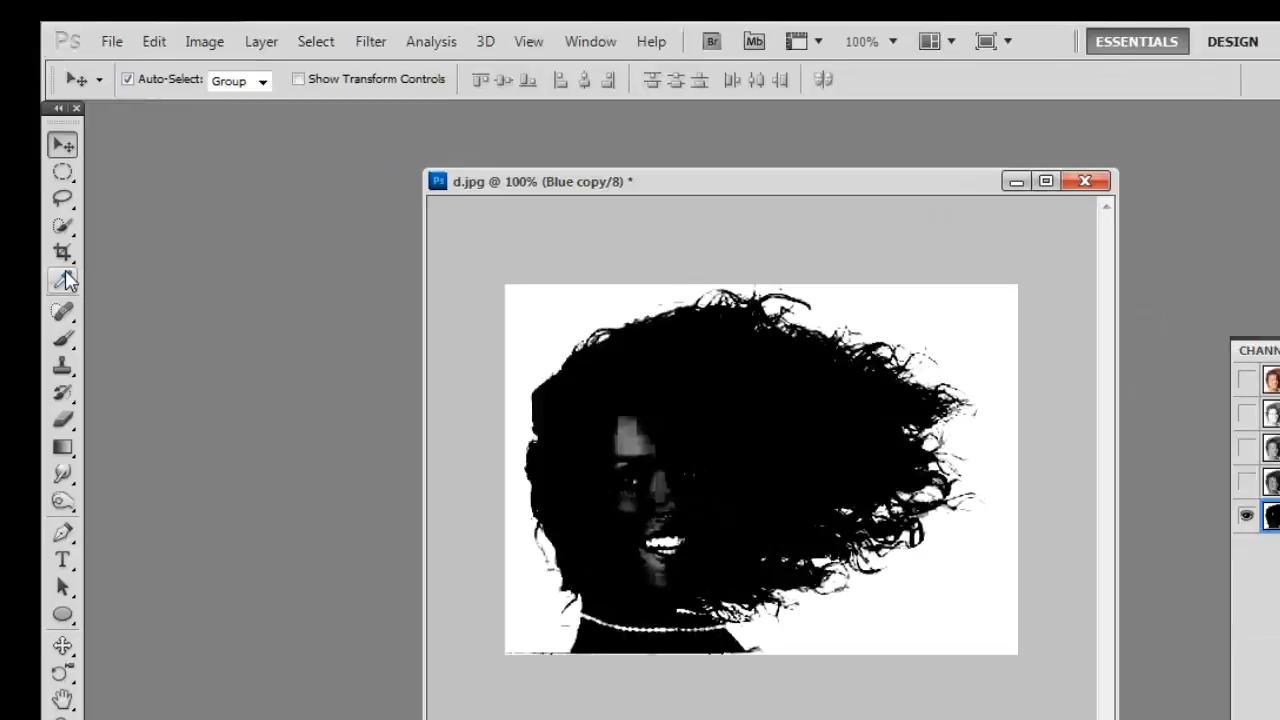 Ps File Edit Image Layer Select Filter Analysis 3D View Window Help Br Mb 100% ESSENTIALS DESIGN
Auto-Select: Group Show Transform Controls
Ps d.jpg @ 100% (Blue copy/8) *
CHANN
T